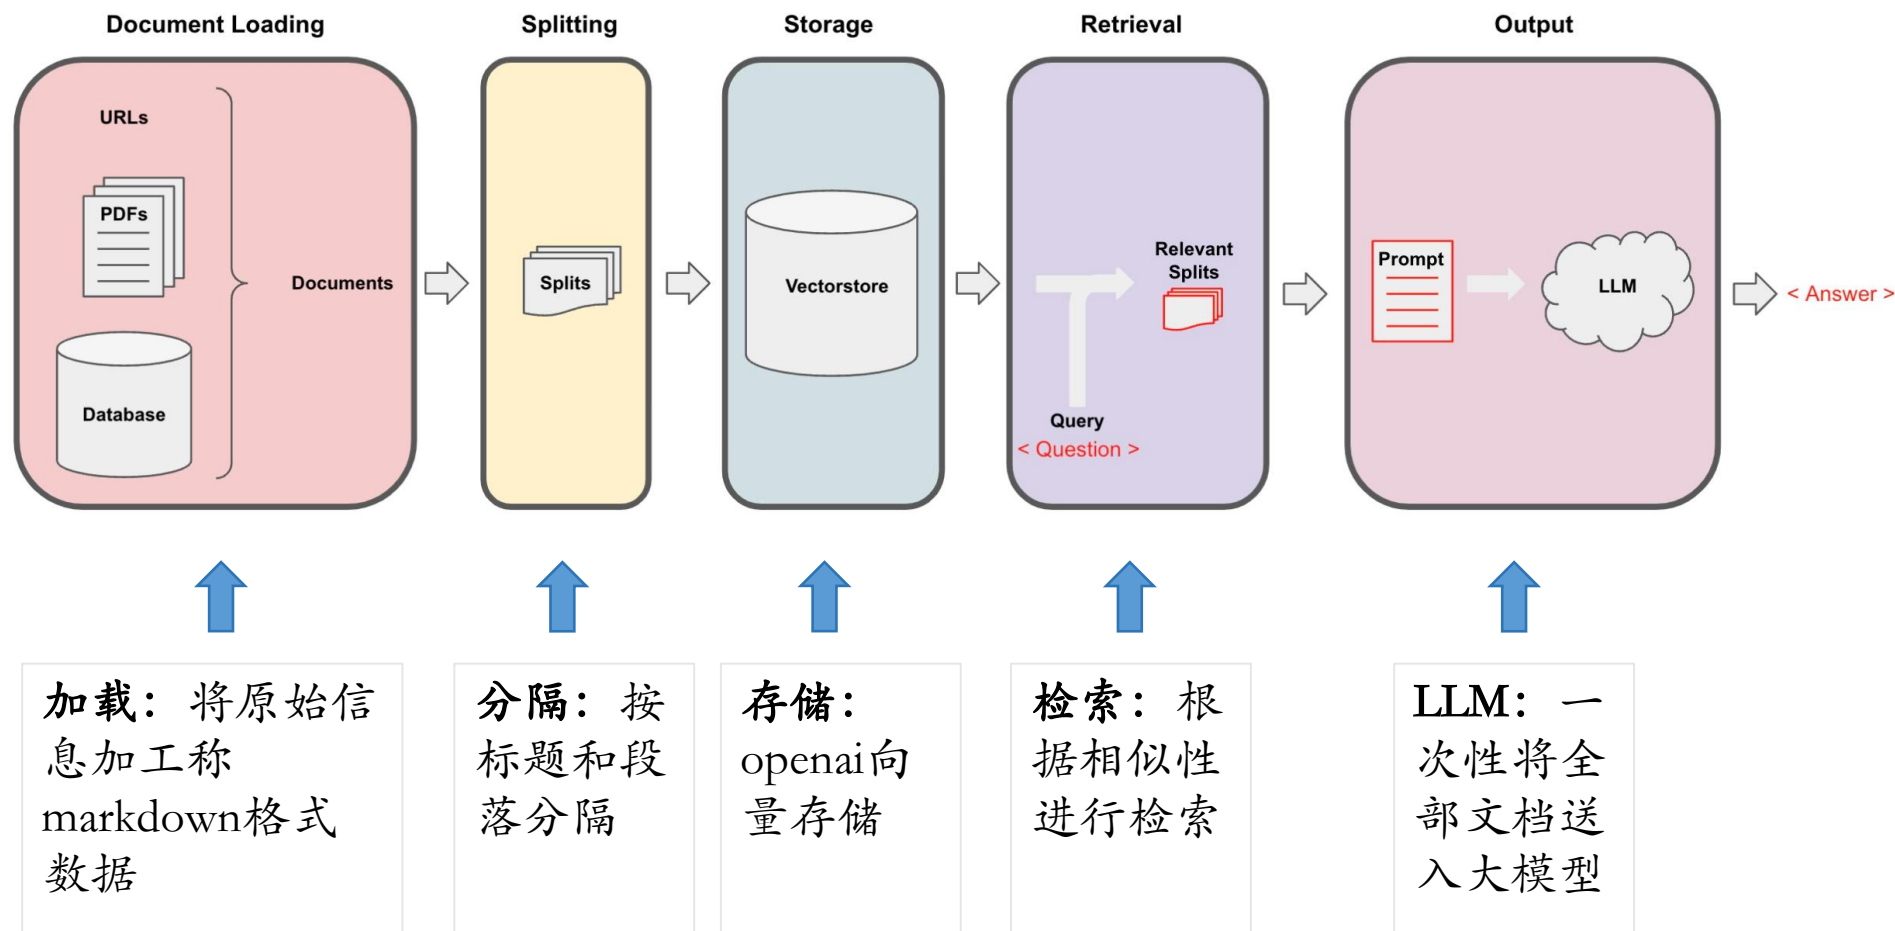 Document Loading
Splitting
Storage
Retrieval
Output
URLs
PDFs
Documents
Database
Splits
Vectorstore
Relevant
Splits
Query
< Question >
Prompt
LLM
< Answer >
加载：将原始信
息加工称
markdown格式
数据
分隔：按
标题和段
落分隔
存储：
openai向
量存储
检索：根
据相似性
进行检索
LLM：一
次性将全
部文档送
入大模型